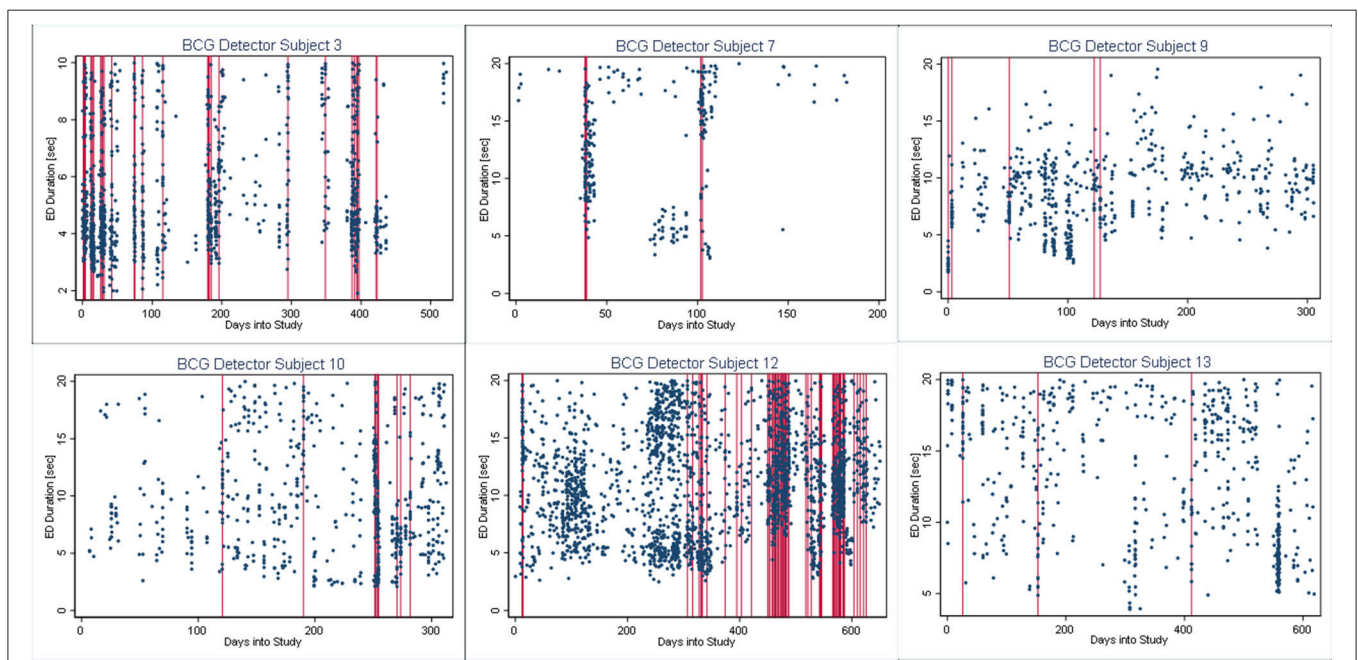 BCG Detector Subject 3
10
8
6
4
2
ED Duration [sec]
0 100 200 300 400 500
Days into Study
BCG Detector Subject 7
20
15
10
5
0
ED Duration [sec]
0 50 100 150 200
Days into Study
BCG Detector Subject 9
20
15
10
5
0
ED Duration [sec]
0 100 200 300
Days into Study
BCG Detector Subject 10
20
15
10
5
0
ED Duration [sec]
0 100 200 300
Days into Study
BCG Detector Subject 12
20
15
10
5
0
ED Duration [sec]
0 200 400 600
Days into Study
BCG Detector Subject 13
20
15
10
5
ED Duration [sec]
0 200 400 600
Days into Study